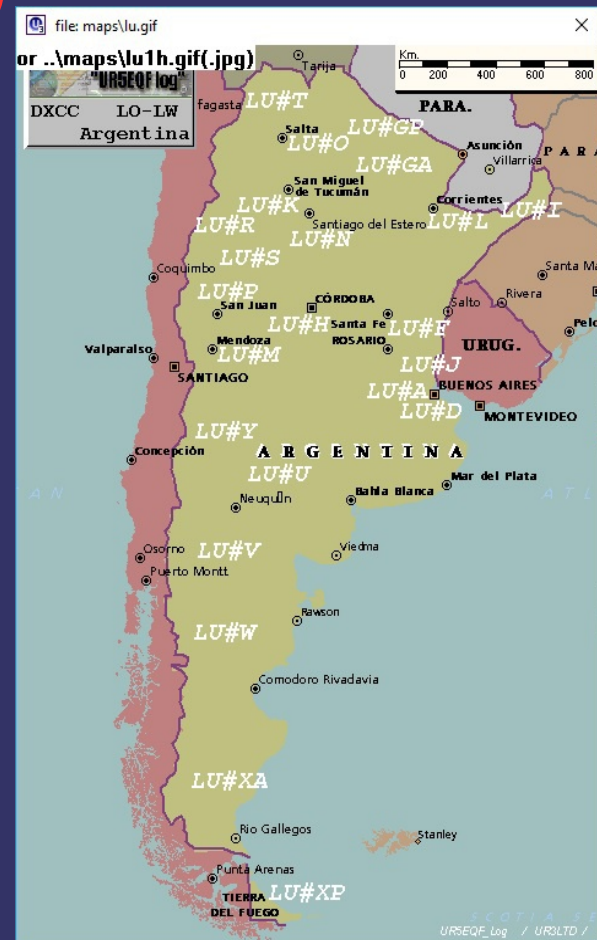 file: maps\lu.gif
or ..\maps\lu1h.gif(.jpg)
"UR5EQF log"
DXCC LO-LW
Argentina
Km.
0 200 400 600 800
Tarija
fagasta
LU#T
PARA.
Salta
LU#O
LU#GP
Asunción
Villarrica
PARA
LU#GA
San Miguel
de Tucumán
LU#K
Corrientes
LU#I
LU#R
Santiago del Estero
LU#L
LU#N
LU#S
Coquimbo
Santa Ma
LU#P
San Juan
CÓRDOBA
Salto
Rivera
LU#H
Santa Fe
LU#F
Pelo
Mendoza
ROSARIO
URUG.
Valparaíso
LU#M
LU#J
SANTIAGO
LU#A
BUENOS AIRES
LU#D
MONTEVIDEO
LU#Y
Concepción
ARGENTINA
LU#U
Mar del Plata
Bahía Blanca
AN
ATL
Osorno
LU#V
Viedma
Puerto Montt
Rawson
LU#W
Comodoro Rivadavia
LU#XA
Rio Gallegos
Stanley
Punta Arenas
TIERRA
DEL FUEGO
LU#XP
SCOTIA SE
UR5EQF_Log / UR3LTD /